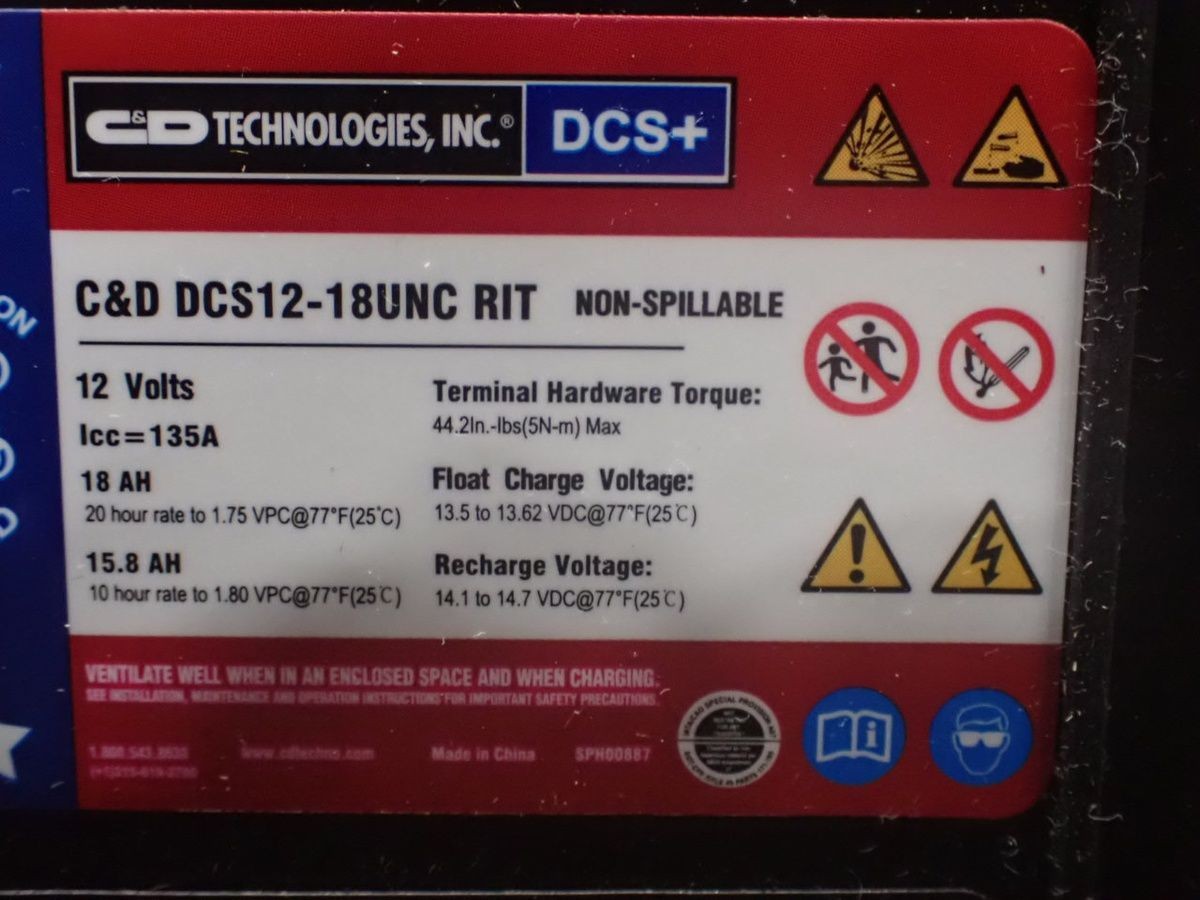 C&D TECHNOLOGIES, INC.® DCS+
C&D DCS12-18UNC RIT NON-SPILLABLE
12 Volts
Icc=135A
18 AH
20 hour rate to 1.75 VPC@77°F(25°C)
15.8 AH
10 hour rate to 1.80 VPC@77°F(25°C)
Terminal Hardware Torque:
44.2In.-lbs(5N-m) Max
Float Charge Voltage:
13.5 to 13.62 VDC@77°F(25°C)
Recharge Voltage:
14.1 to 14.7 VDC@77°F(25°C)
ON
VENTILATE WELL WHEN IN AN ENCLOSED SPACE AND WHEN CHARGING.
SEE INSTALLATION, MAINTENANCE AND OPERATION INSTRUCTIONS FOR IMPORTANT SAFETY PRECAUTIONS.
www.cdtechno.com Made in China SPH00887